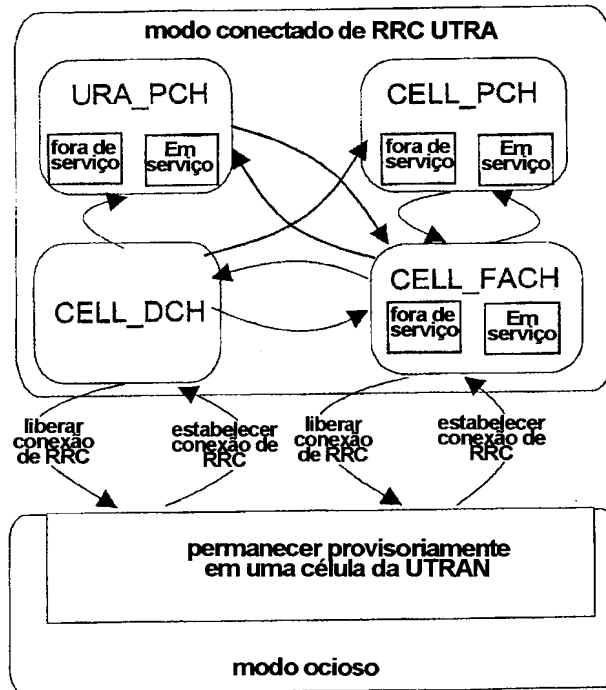 modo conectado de RRC UTRA
URA_PCH
fora de
serviço
Em
serviço
CELL_PCH
fora de
serviço
Em
serviço
CELL_DCH
CELL_FACH
fora de
serviço
Em
serviço
liberar
conexão
de RRC
estabelecer
conexão de
RRC
liberar
conexão
de RRC
estabelecer
conexão de
RRC
permanecer provisoriamente
em uma célula da UTRAN
modo ocioso